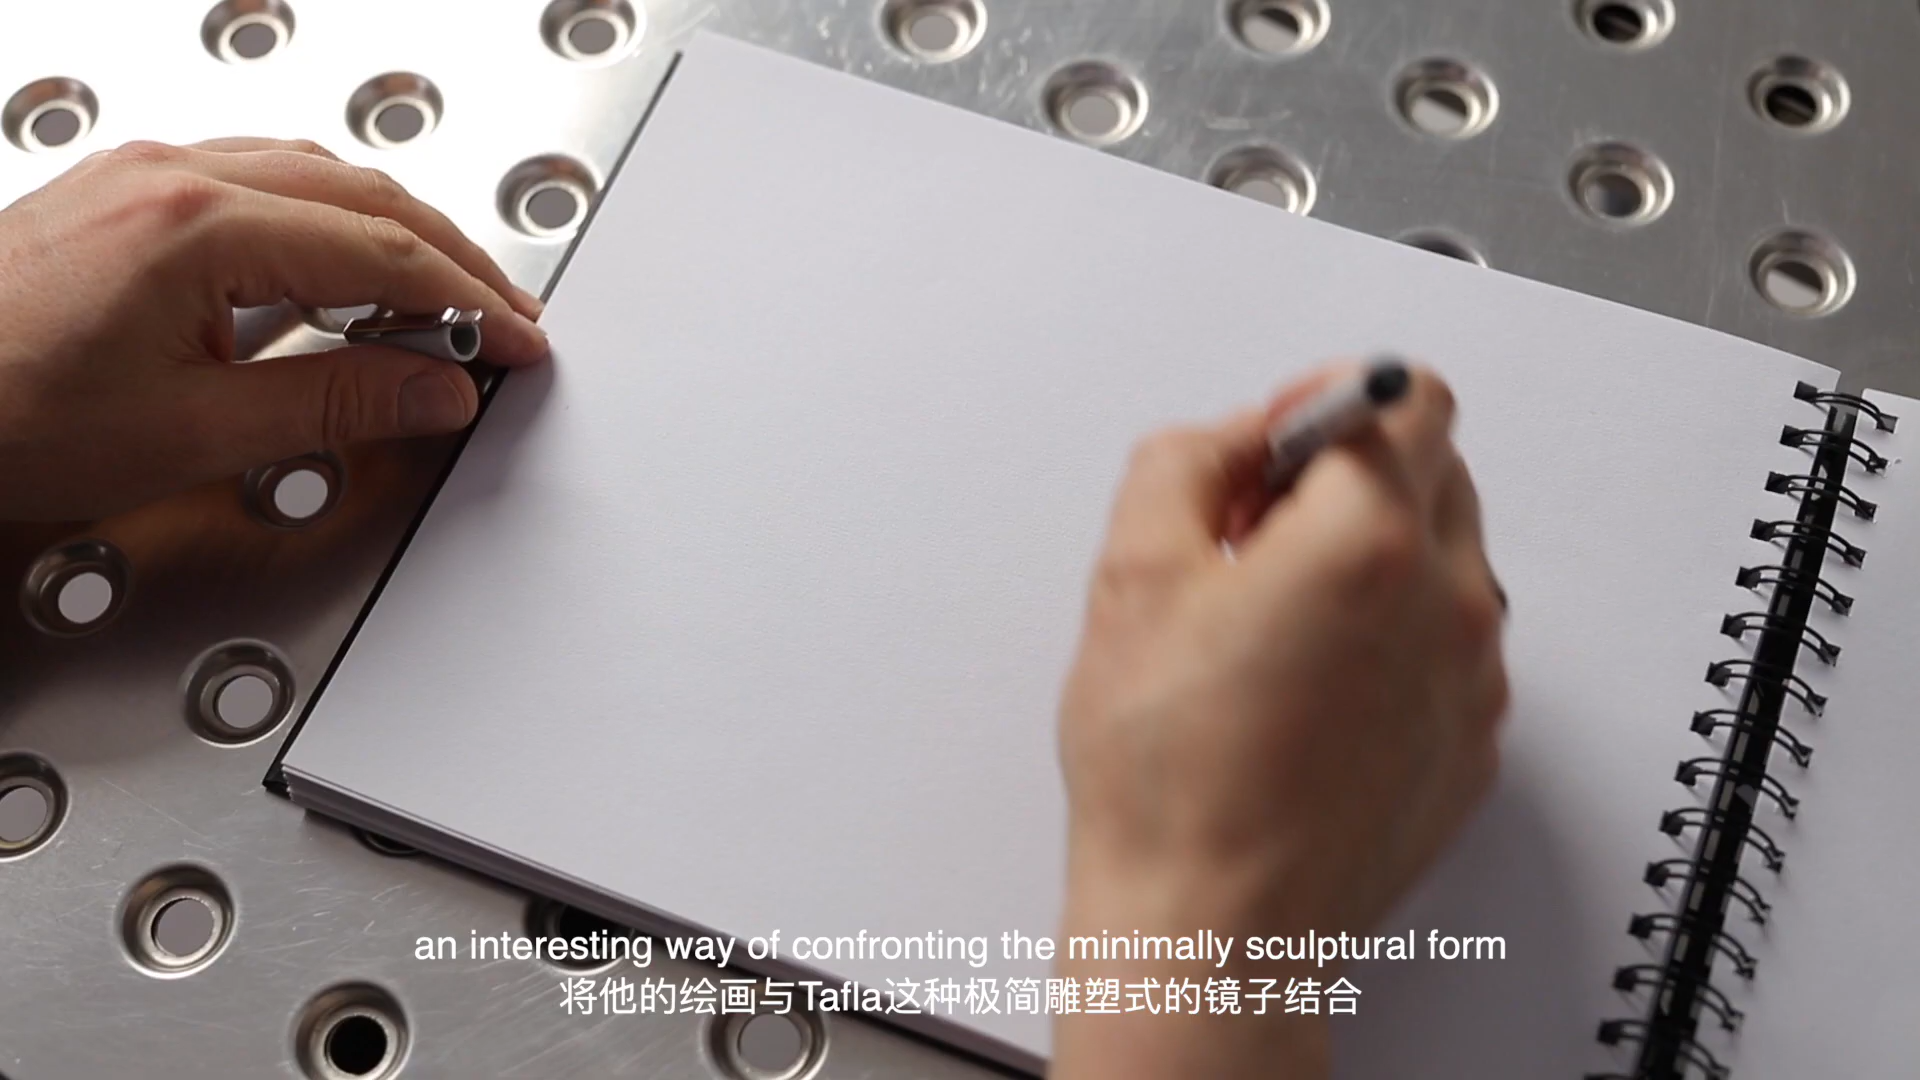 an interesting way of confronting the minimally sculptural form
将他的绘画与Tafla这种极简雕塑式的镜子结合